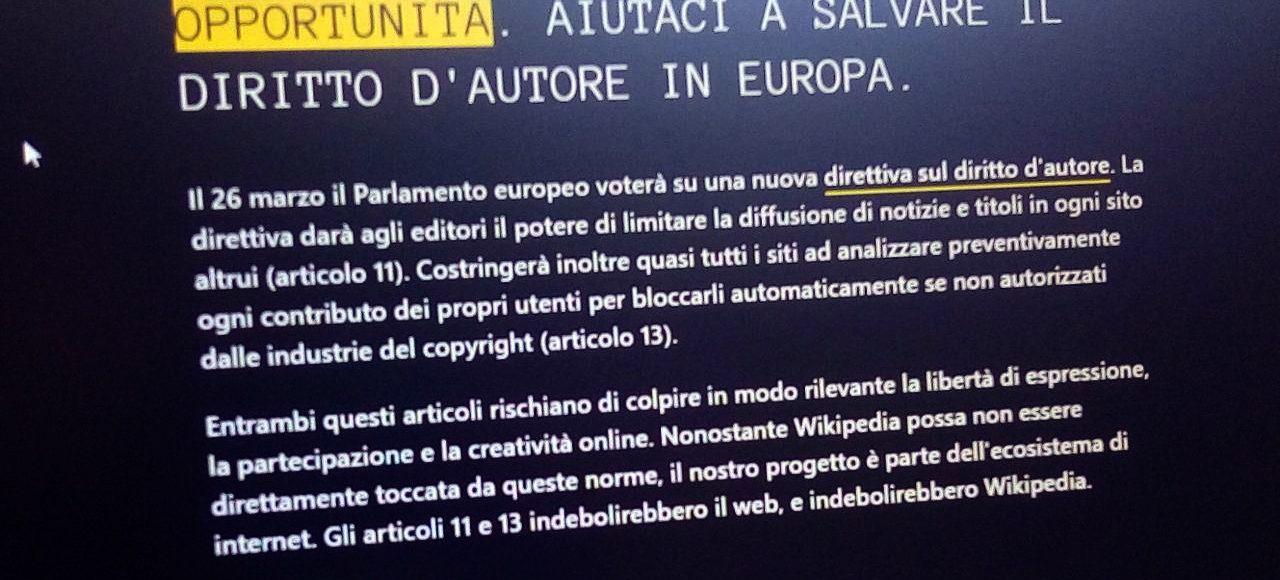 OPPORTUNITÀ. AIUTACI A SALVARE IL
DIRITTO D'AUTORE IN EUROPA.
Il 26 marzo il Parlamento europeo voterà su una nuova direttiva sul diritto d'autore. La
direttiva darà agli editori il potere di limitare la diffusione di notizie e titoli in ogni sito
altrui (articolo 11). Costringerà inoltre quasi tutti i siti ad analizzare preventivamente
ogni contributo dei propri utenti per bloccarli automaticamente se non autorizzati
dalle industrie del copyright (articolo 13).
Entrambi questi articoli rischiano di colpire in modo rilevante la libertà di espressione,
la partecipazione e la creatività online. Nonostante Wikipedia possa non essere
direttamente toccata da queste norme, il nostro progetto è parte dell'ecosistema di
internet. Gli articoli 11 e 13 indebolirebbero il web, e indebolirebbero Wikipedia.